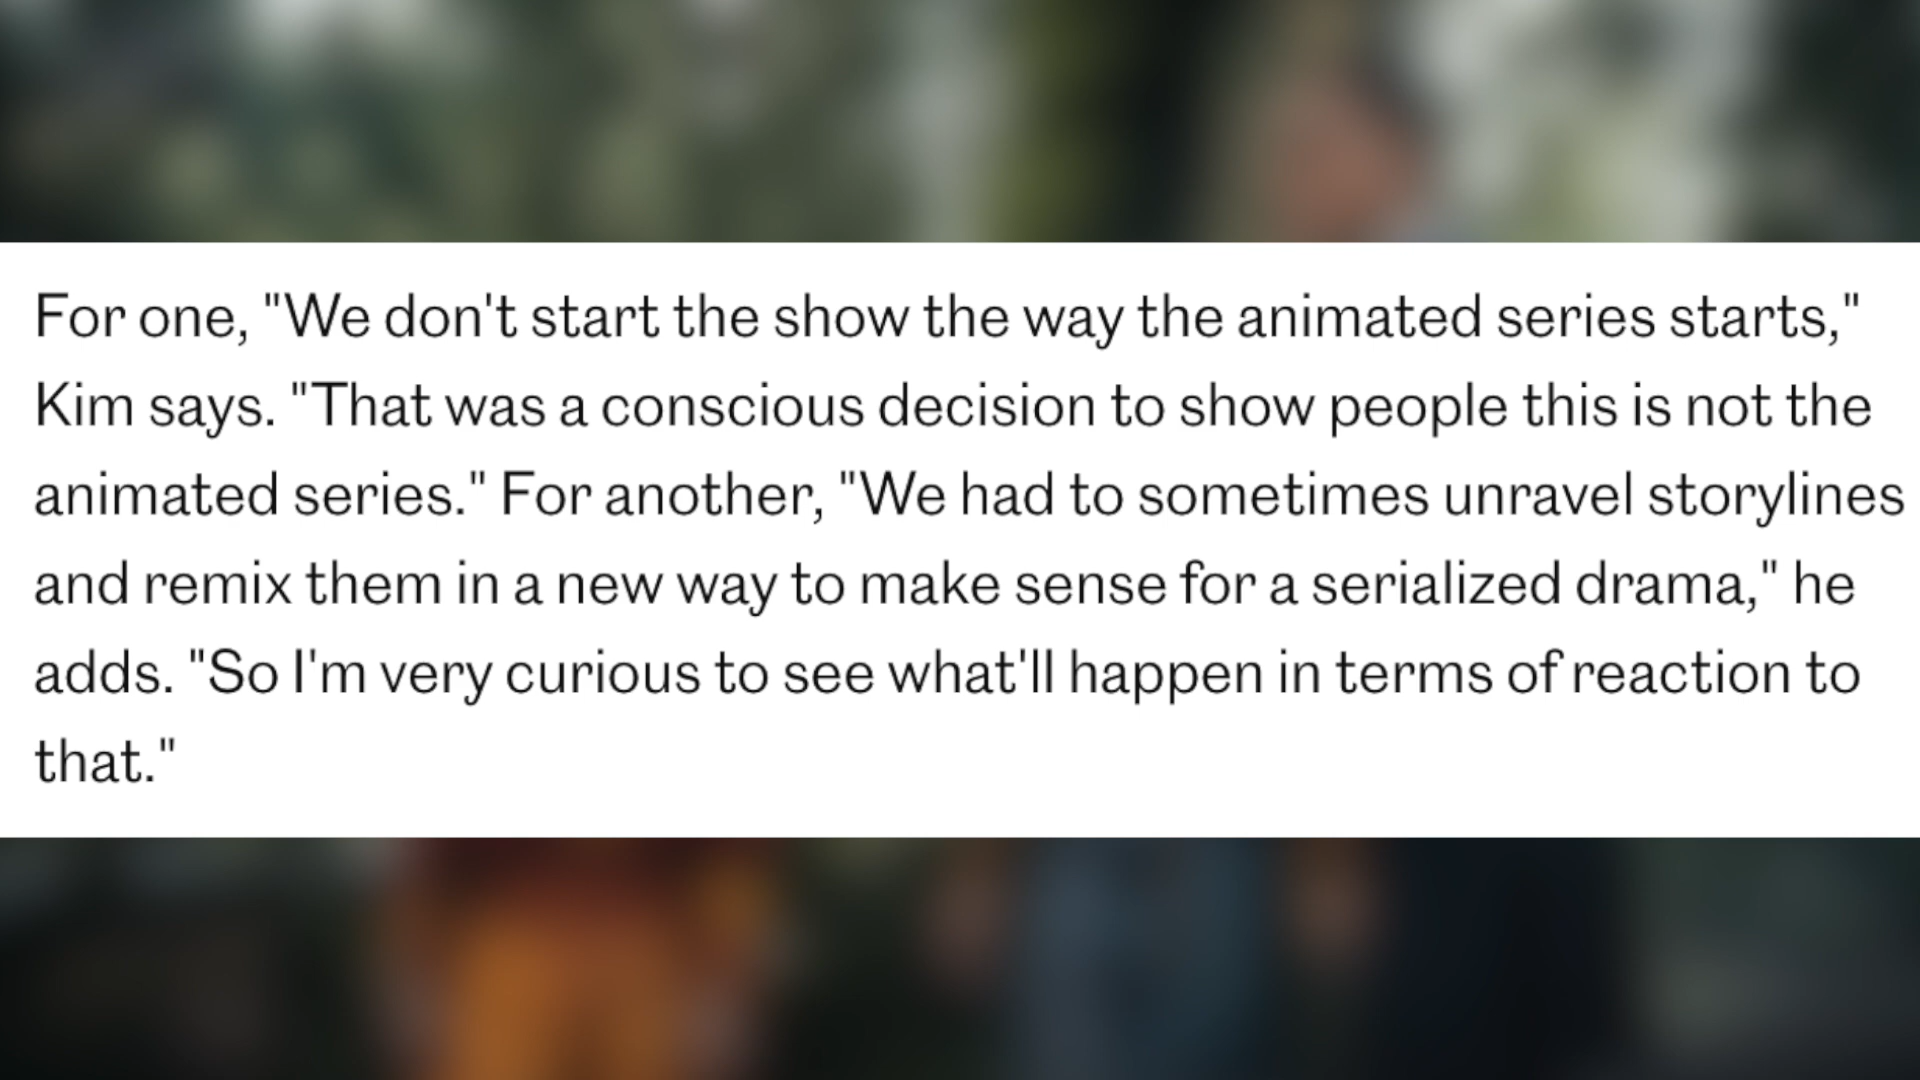 For one, "We don't start the show the way the animated series starts,"
Kim says. "That was a conscious decision to show people this is not the
animated series." For another, "We had to sometimes unravel storylines
and remix them in a new way to make sense for a serialized drama," he
adds. "So I'm very curious to see what'll happen in terms of reaction to
that."